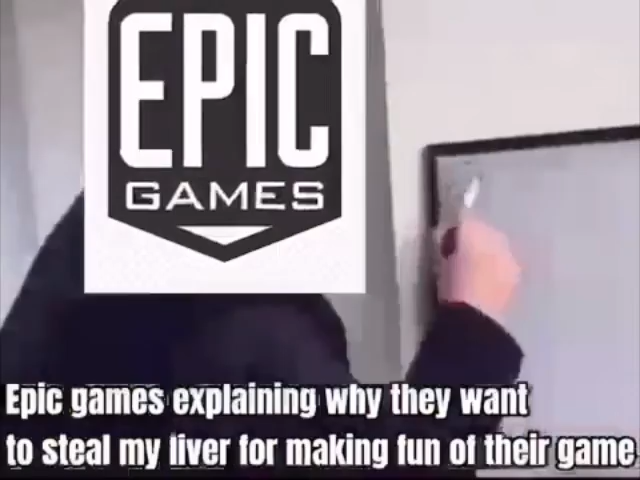 EPIC
GAMES
Epic games explaining why they want
to steal my liver for making fun of their game